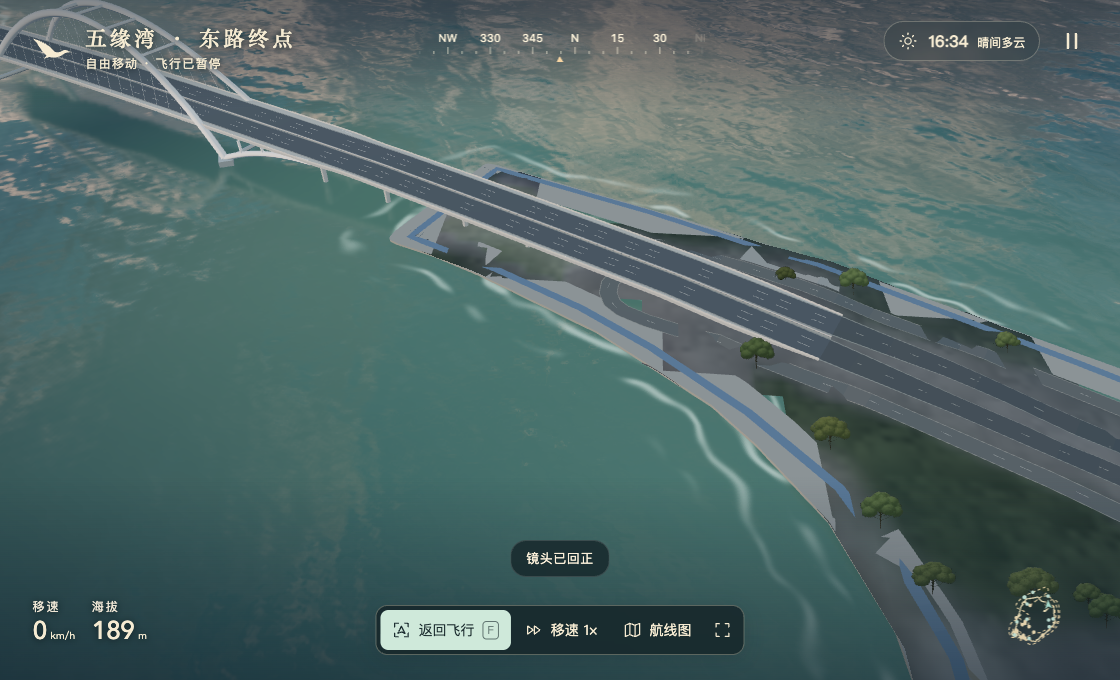 五缘湾 · 东路终点
自由移动 · 飞行已暂停
NW 330 345 N 15 30
16:34 晴间多云
镜头已回正
移速 海拔
0 km/h 189 m
返回飞行 F 移速 1× 航线图